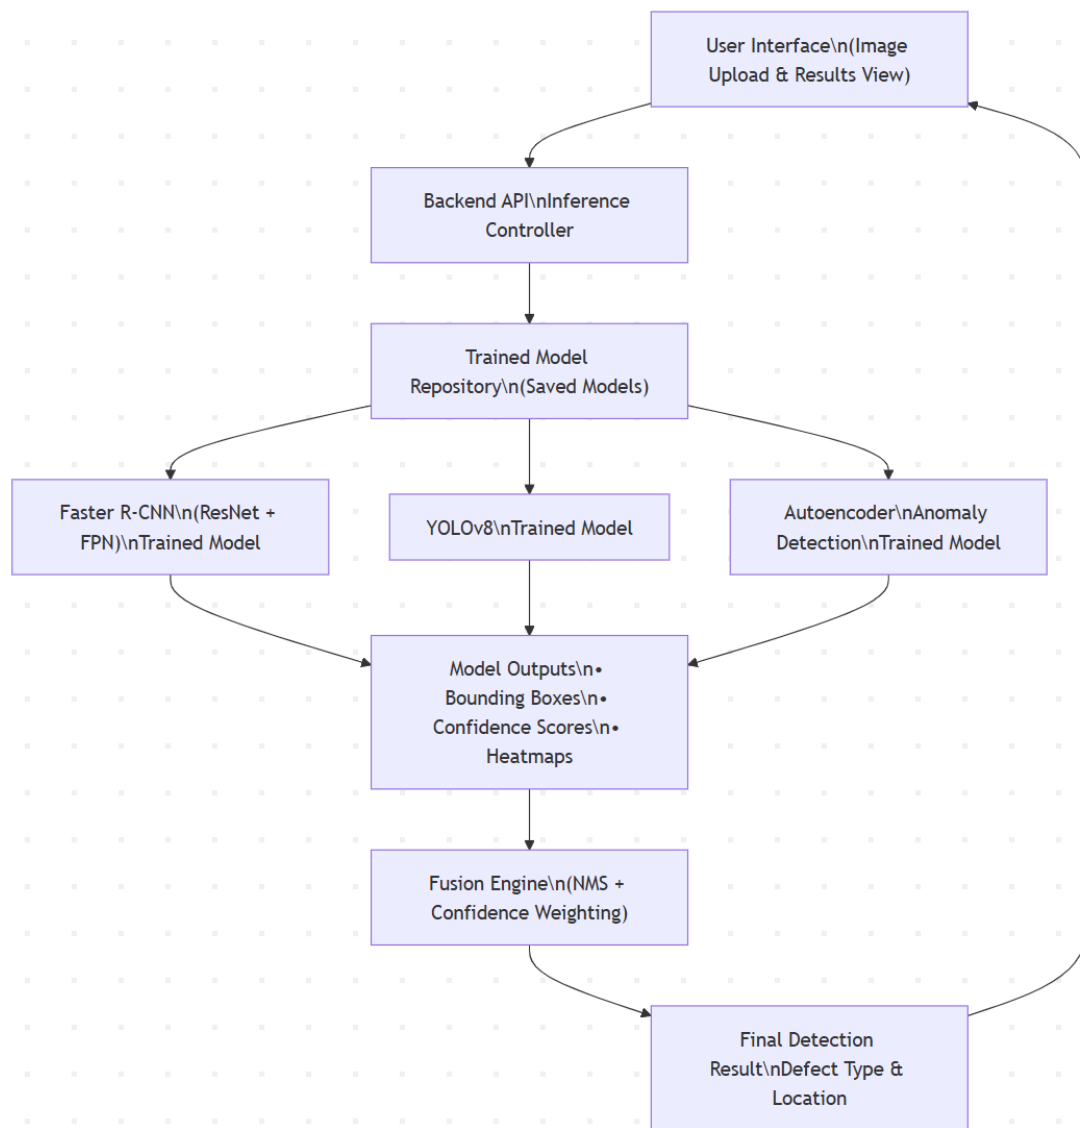 User Interface\n(Image
Upload & Results View)
Backend API\nInference
Controller
Trained Model
Repository\n(Saved Models)
Faster R-CNN\n(ResNet +
FPN)\nTrained Model
YOLOv8\nTrained Model
Autoencoder\nAnomaly
Detection\nTrained Model
Model Outputs\n•
Bounding Boxes\n•
Confidence Scores\n•
Heatmaps
Fusion Engine\n(NMS +
Confidence Weighting)
Final Detection
Result\nDefect Type &
Location